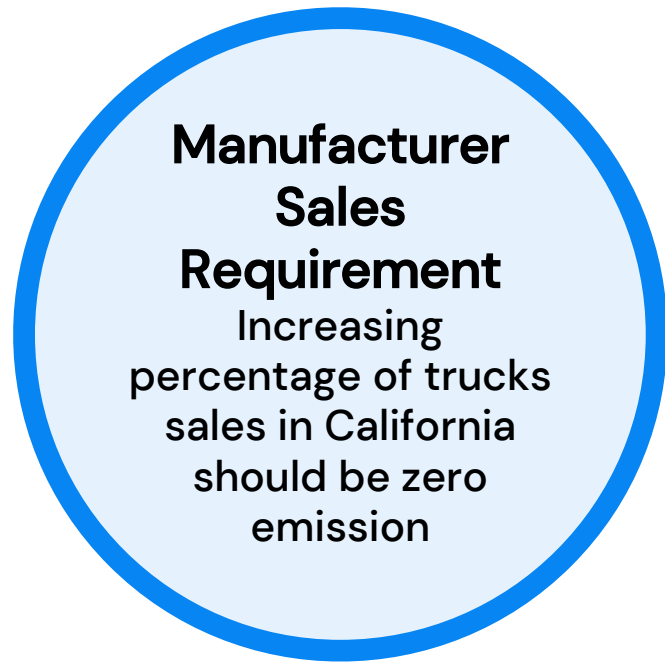 Manufacturer
Sales
Requirement
Increasing
percentage of trucks
sales in California
should be zero
emission